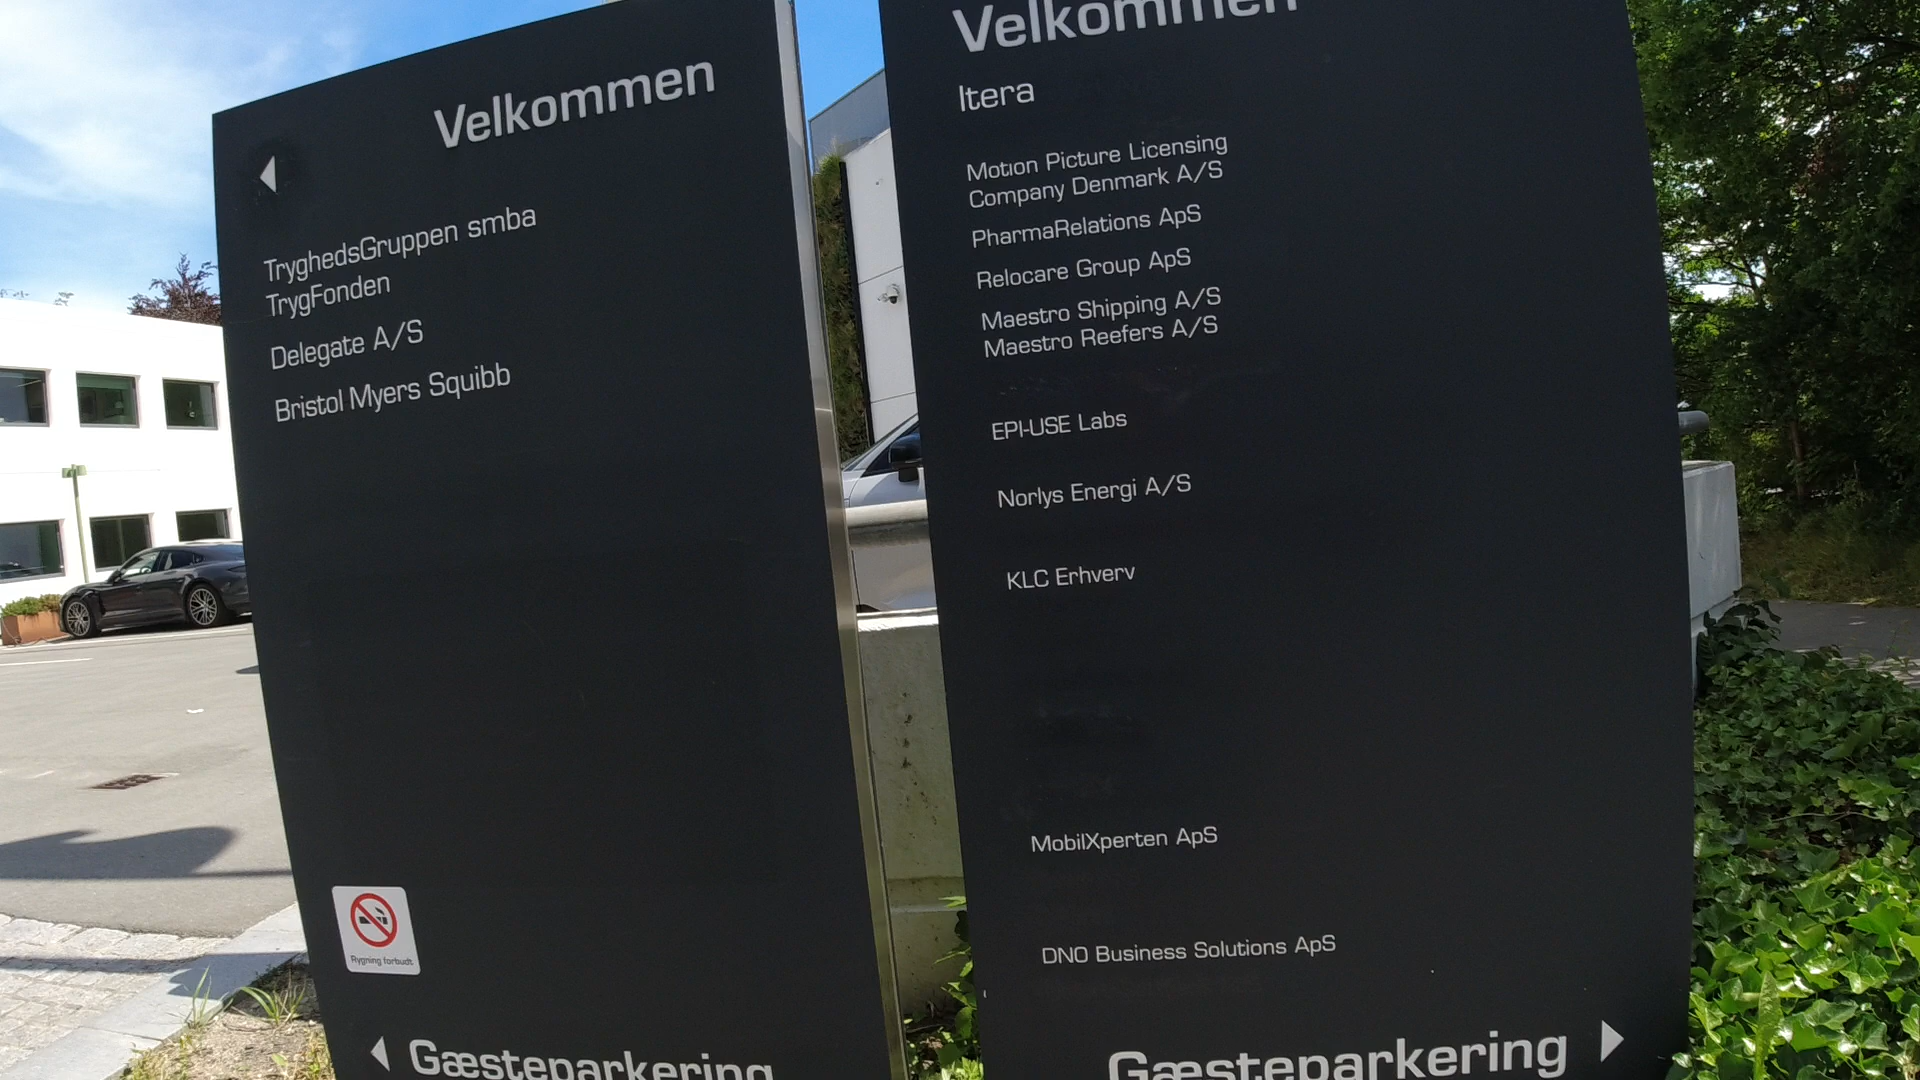 Velkommen
TryghedsGruppen smba
TrygFonden
Delegate A/S
Bristol Myers Squibb
Rygning forbudt
Gæsteparkering
Velkommen
Itera
Motion Picture Licensing
Company Denmark A/S
PharmaRelations ApS
Relocare Group ApS
Maestro Shipping A/S
Maestro Reefers A/S
EPI-USE Labs
Norlys Energi A/S
KLC Erhverv
MobilXperten ApS
DNO Business Solutions ApS
Gæsteparkering